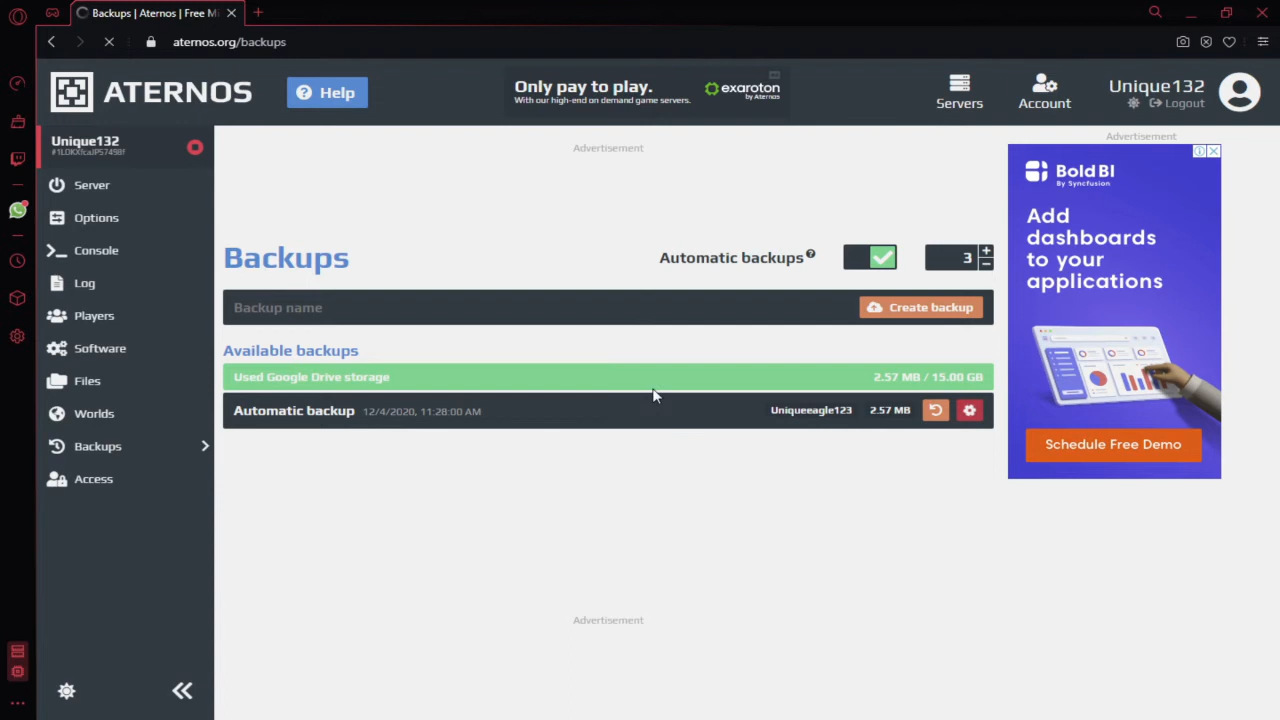 Backups | Aternos | Free Mi
aternos.org/backups
ATERNOS
Help
Only pay to play.
With our high-end on demand game servers.
exaroton
by Aternos
Servers
Account
Unique132
Logout
Unique132
Server
Options
Console
Log
Players
Software
Files
Worlds
Backups
Access
Advertisement
Backups
Automatic backups
3
Backup name
Create backup
Available backups
Used Google Drive storage
2.57 MB / 15.00 GB
Automatic backup 12/4/2020, 11:28:00 AM
Uniqueeagle123
2.57 MB
Advertisement
Advertisement
Bold BI
By Syncfusion
Add
dashboards
to your
applications
Schedule Free Demo